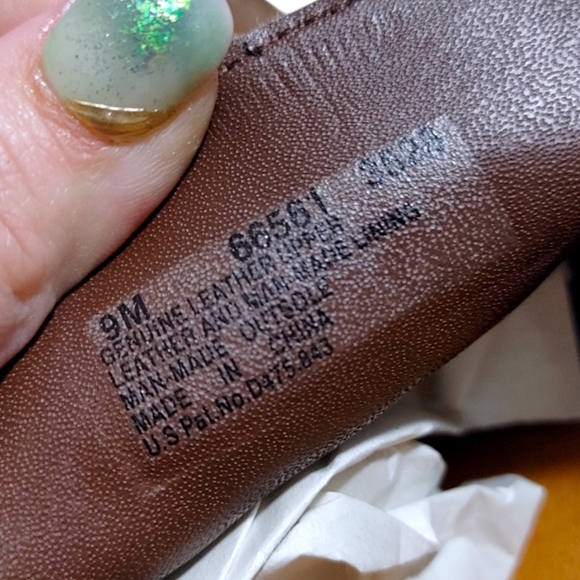 9M 66561 3528
GENUINE LEATHER UPPER
LEATHER AND MAN-MADE LINING
MAN-MADE OUTSOLE
MADE IN CHINA
U.S Pat.No.D475.843